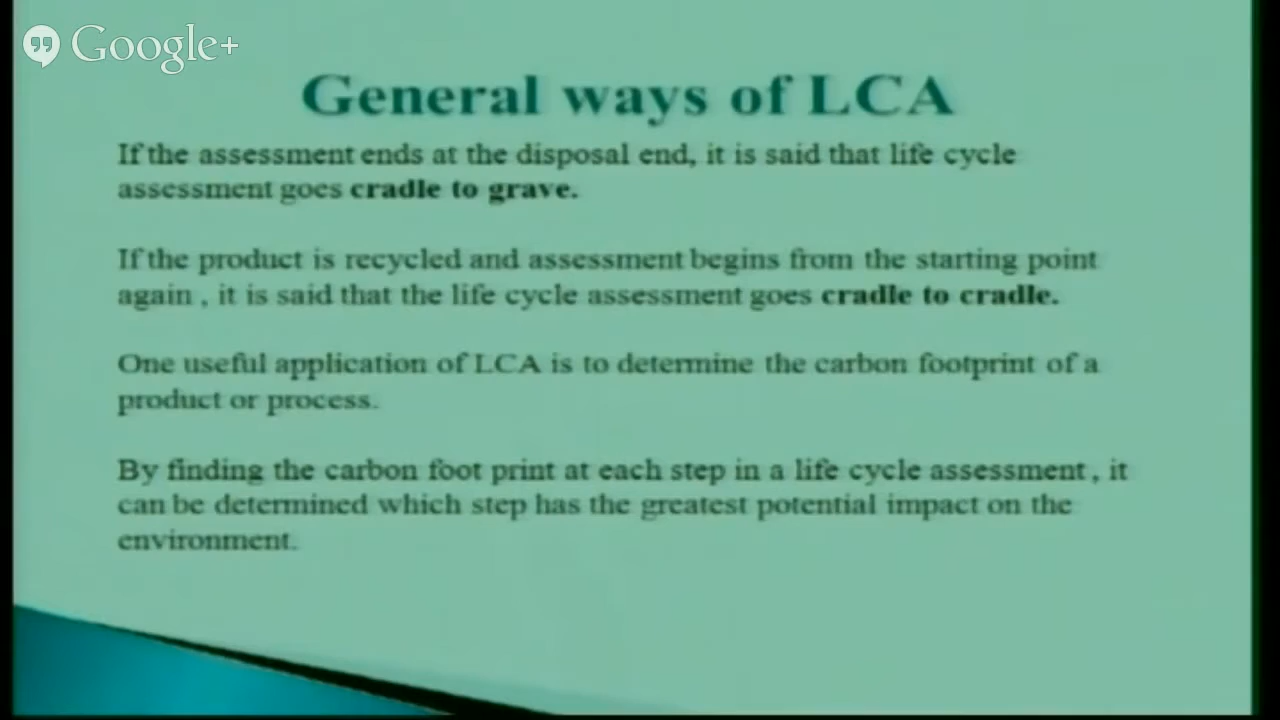 Google+
General ways of LCA
If the assessment ends at the disposal end, it is said that life cycle
assessment goes cradle to grave.
If the product is recycled and assessment begins from the starting point
again , it is said that the life cycle assessment goes cradle to cradle.
One useful application of LCA is to determine the carbon footprint of a
product or process.
By finding the carbon foot print at each step in a life cycle assessment , it
can be determined which step has the greatest potential impact on the
environment.